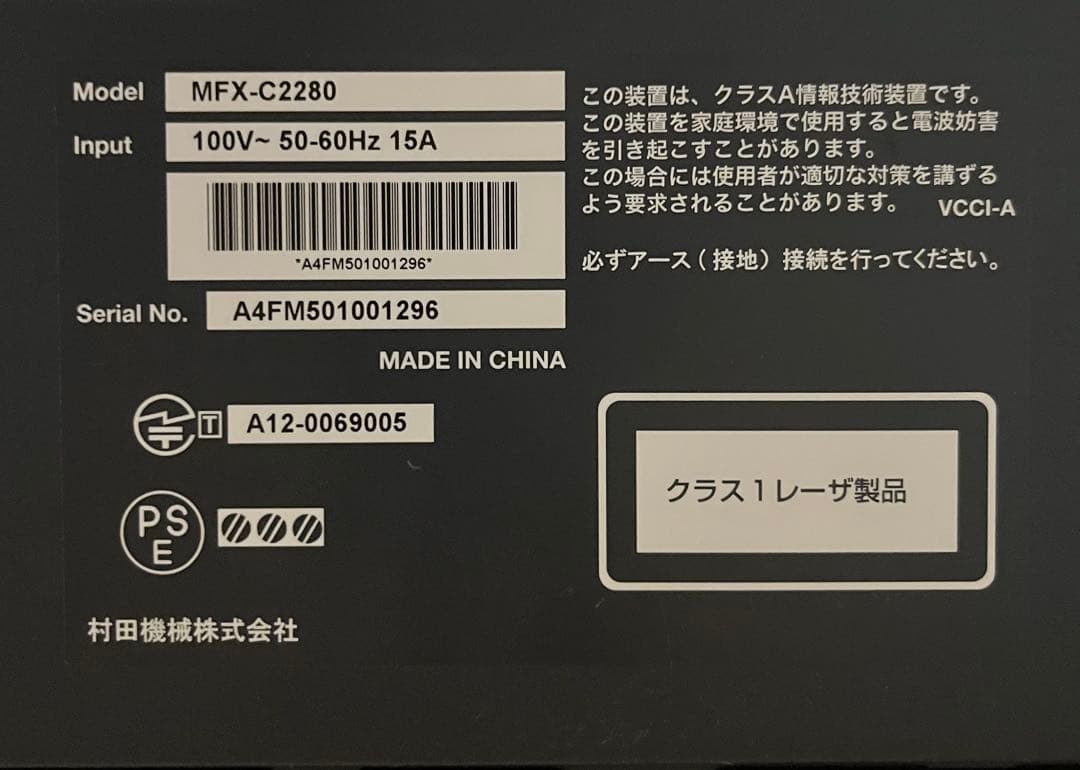 Model MFX-C2280
Input 100V~ 50-60Hz 15A
*A4FM501001296*
Serial No. A4FM501001296
MADE IN CHINA
T A12-0069005
PS
E
村田機械株式会社
この装置は、クラスA情報技術装置です。
この装置を家庭環境で使用すると電波妨害
を引き起こすことがあります。
この場合には使用者が適切な対策を講ずる
よう要求されることがあります。 VCCI-A
必ずアース(接地)接続を行ってください。
クラス1レーザ製品